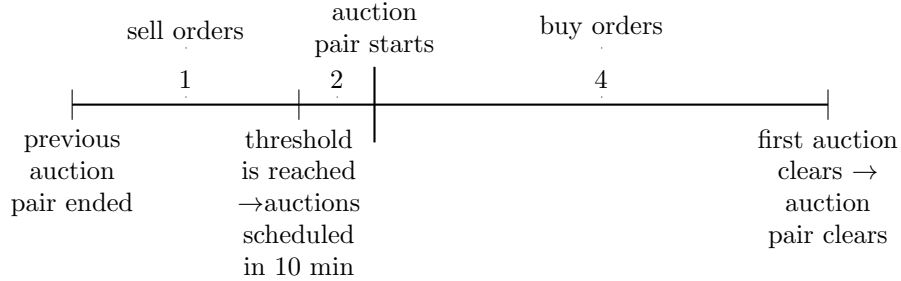 sell orders
auction
pair starts
buy orders
1
2
4
previous
auction
pair ended
threshold
is reached
→auctions
scheduled
in 10 min
first auction
clears →
auction
pair clears